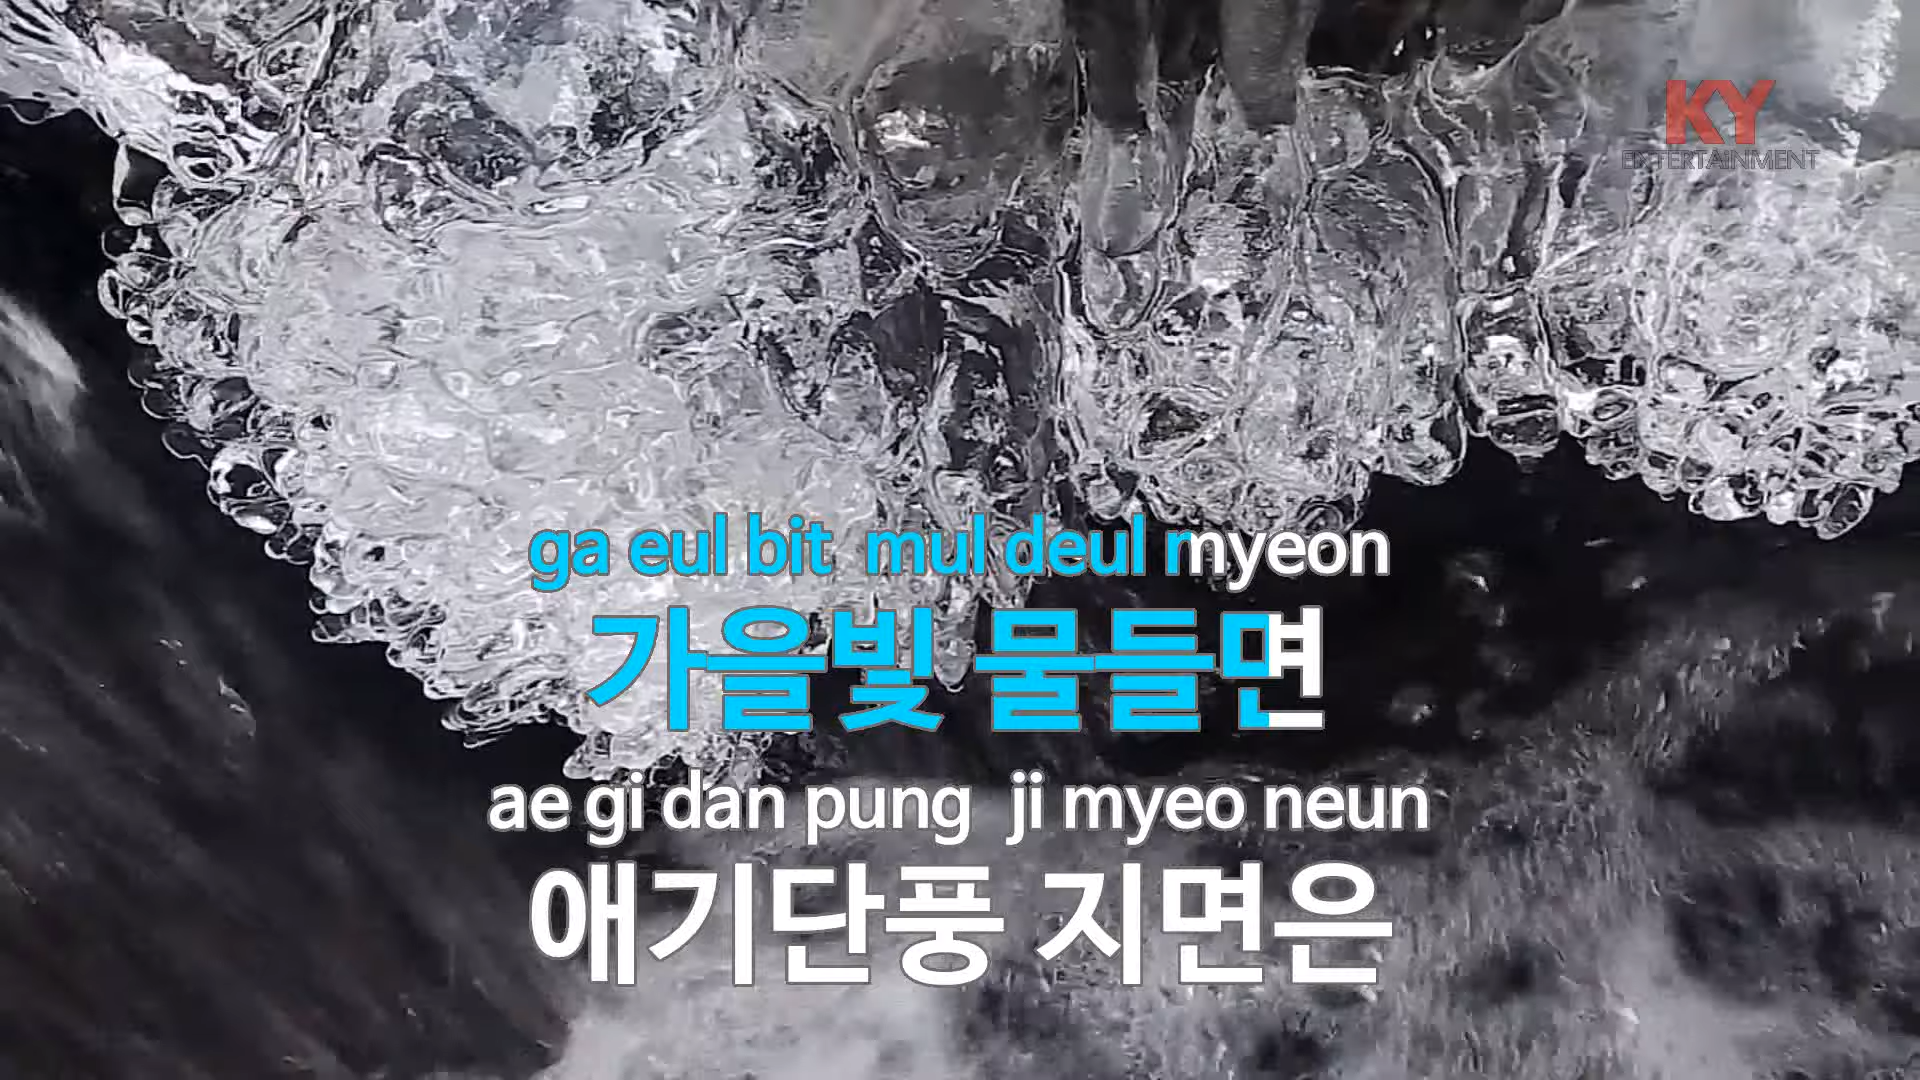 KY
ENTERTAINMENT
ga eul bit mul deul myeon
가을빛 물들면
ae gi dan pung ji myeo neun
애기단풍 지면은